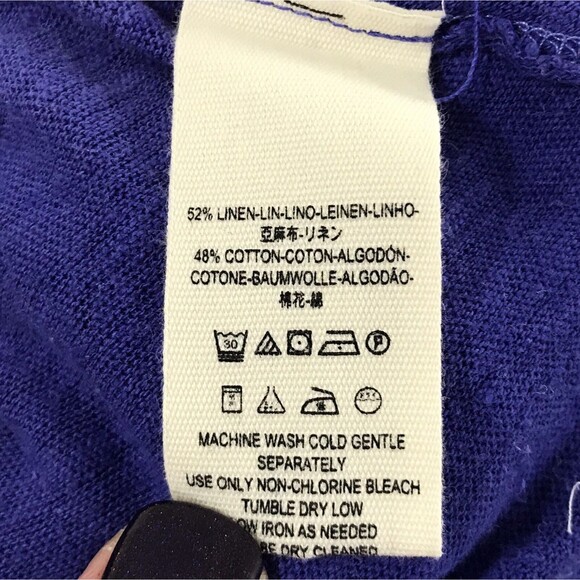 52% LINEN-LIN-LINO-LEINEN-LINHO-
亞麻布-リネン
48% COTTON-COTON-ALGODÓN-
COTONE-BAUMWOLLE-ALGODÃO-
棉花-綿
30 P
MACHINE WASH COLD GENTLE
SEPARATELY
USE ONLY NON-CHLORINE BLEACH
TUMBLE DRY LOW
IRON AS NEEDED
BE DRY CLEANED